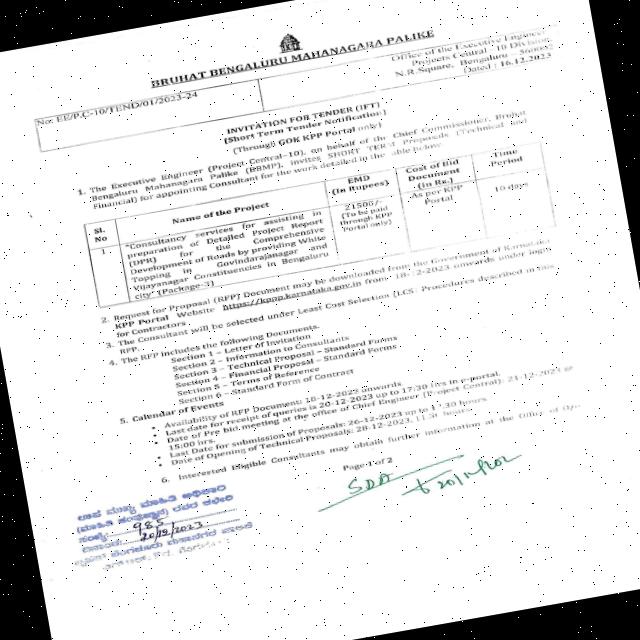 BRUHAT BENGALURU MAHANAGARA PALIKE
No: EE/P.C-10/TEND/01/2023-24
Office of the Executive Engineer
Projects Central -10 Division,
N.R.Square, Bengaluru - 560002
Dated : 16.12.2023
INVITATION FOR TENDER (IFT)
(Short Term Tender Notification)
(Through GOK KPP Portal only)
1. The Executive Engineer (Project Central-10), on behalf of the Chief Commissioner, Bruhat
Bengaluru Mahanagara Palike (BBMP), invites SHORT TERM Proposals (Technical and
Financial) for appointing Consultant for the work detailed in the table below
Sl. No
Name of the Project
EMD (In Rupees)
Cost of Bid Document (in Rs.)
Time Period
1
"Consultancy services for assisting in
preparation of Detailed Project Report
(DPR) for the Comprehensive
Development of Roads by providing White
Topping in Govindarajanagar and
Vijayanagar Constituencies in Bengaluru
city" (Package-3)
21500/-
(To be paid
through KPP
Portal only)
As per KPP
Portal
10 days
2. Request for Proposal (RFP) Document may be downloaded from the Government of Karnataka
KPP Portal Website https://kppp.karnataka.gov.in from 18-12-2023 onwards under login
for Contractors.
3. The Consultant will be selected under Least Cost Selection (LCS) Procedures described in this
RFP.
4. The RFP includes the following Documents.
Section 1 – Letter of Invitation
Section 2 – Information to Consultants
Section 3 – Technical Proposal – Standard Forms
Section 4 – Financial Proposal – Standard Forms
Section 5 – Terms of Reference
Section 6 – Standard Form of Contract
5. Calendar of Events
• Availability of RFP Document: 18-12-2023 onwards
• Last date for receipt of queries is 20-12-2023 up to 17:30 hrs in e-portal.
• Date of Pre bid meeting at the office of Chief Engineer (Project Central): 21-12-2023 at
15:00 hrs.
• Last Date for submission of Proposals: 26-12-2023 up to 17:30 hours
• Date of Opening of Technical Proposals: 28-12-2023, hours
6. Interested Eligible Consultants may obtain further information at the Office of
Page 1 of 2
985
20/12/2023